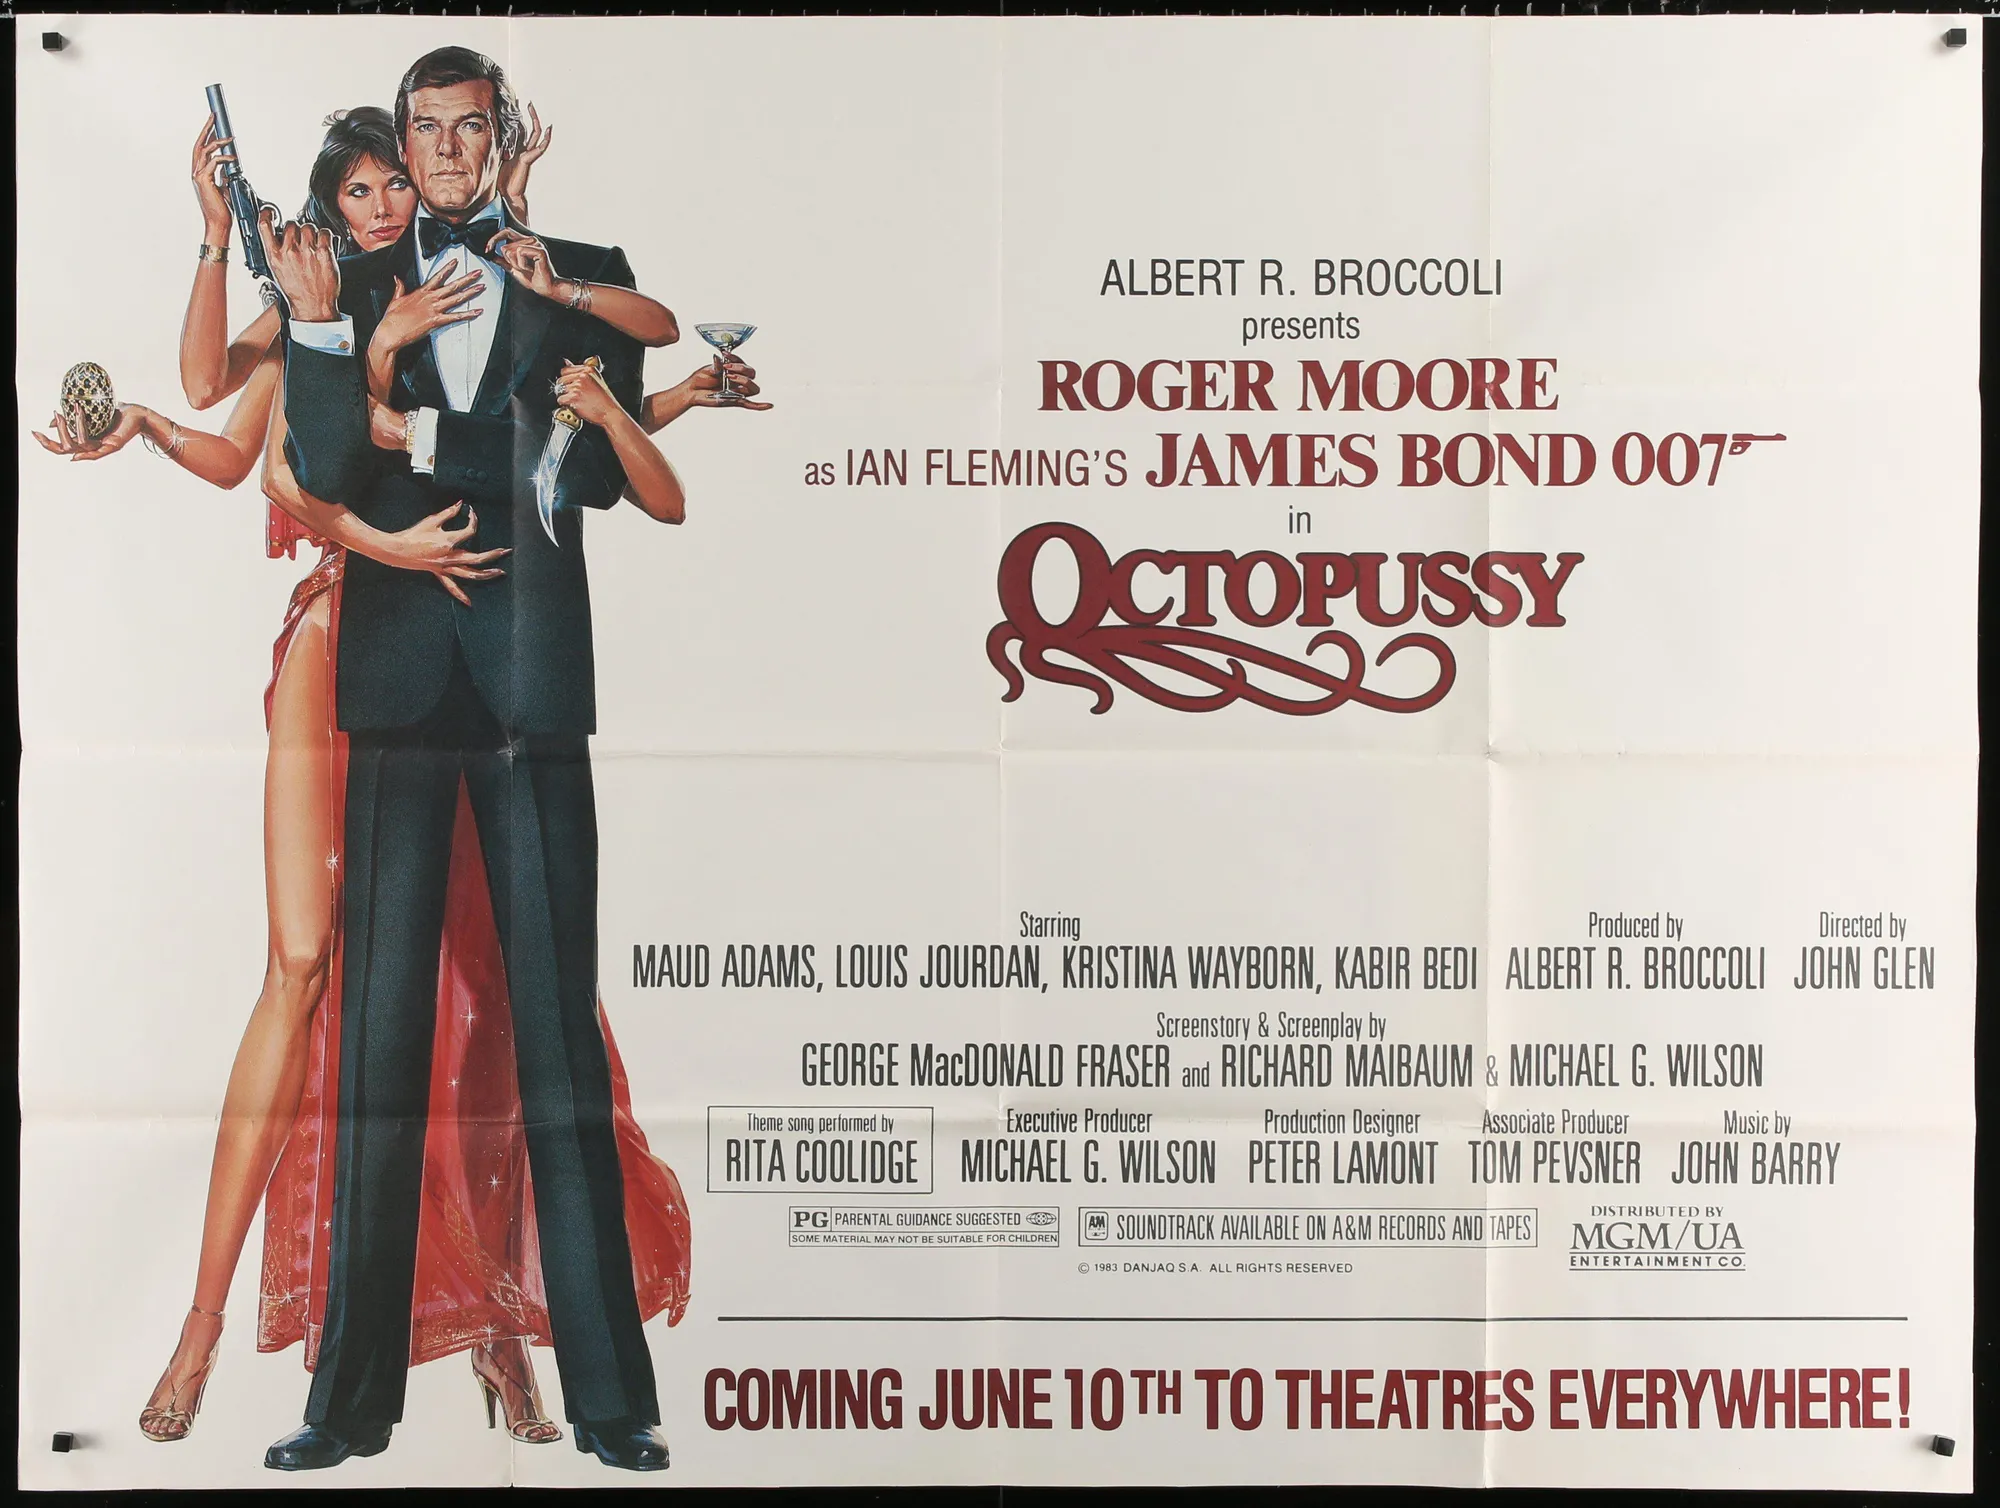 ALBERT R. BROCCOLI
presents
ROGER MOORE
as IAN FLEMING'S JAMES BOND 007
in
OCTOPUSSY
Starring
MAUD ADAMS, LOUIS JOURDAN, KRISTINA WAYBORN, KABIR BEDI
Produced by
ALBERT R. BROCCOLI
Directed by
JOHN GLEN
Screenstory & Screenplay by
GEORGE MacDONALD FRASER and RICHARD MAIBAUM & MICHAEL G. WILSON
Theme song performed by
RITA COOLIDGE
Executive Producer
MICHAEL G. WILSON
Production Designer
PETER LAMONT
Associate Producer
TOM PEVSNER
Music by
JOHN BARRY
PG PARENTAL GUIDANCE SUGGESTED
SOME MATERIAL MAY NOT BE SUITABLE FOR CHILDREN
A&M SOUNDTRACK AVAILABLE ON A&M RECORDS AND TAPES
DISTRIBUTED BY
MGM/UA
ENTERTAINMENT CO.
© 1983 DANJAQ S.A. ALL RIGHTS RESERVED
COMING JUNE 10TH TO THEATRES EVERYWHERE!